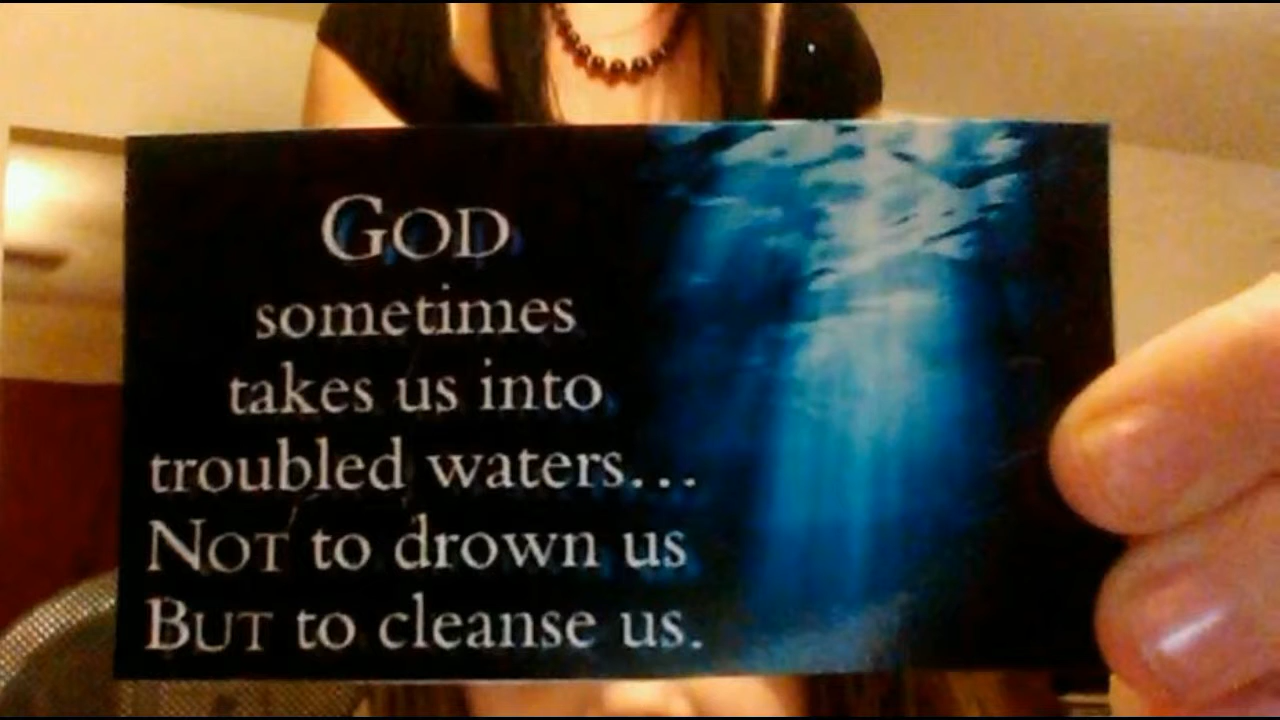 GOD
sometimes
takes us into
troubled waters...
NOT to drown us
BUT to cleanse us.